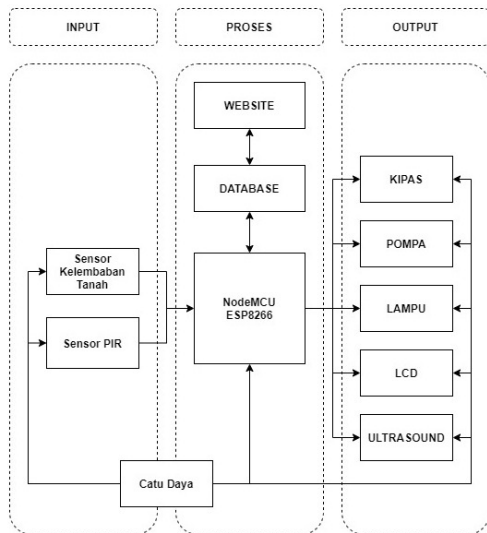 INPUT
PROSES
OUTPUT
WEBSITE
DATABASE
Sensor
Kelembaban
Tanah
Sensor PIR
NodeMCU
ESP8266
KIPAS
POMPA
LAMPU
LCD
ULTRASOUND
Catu Daya